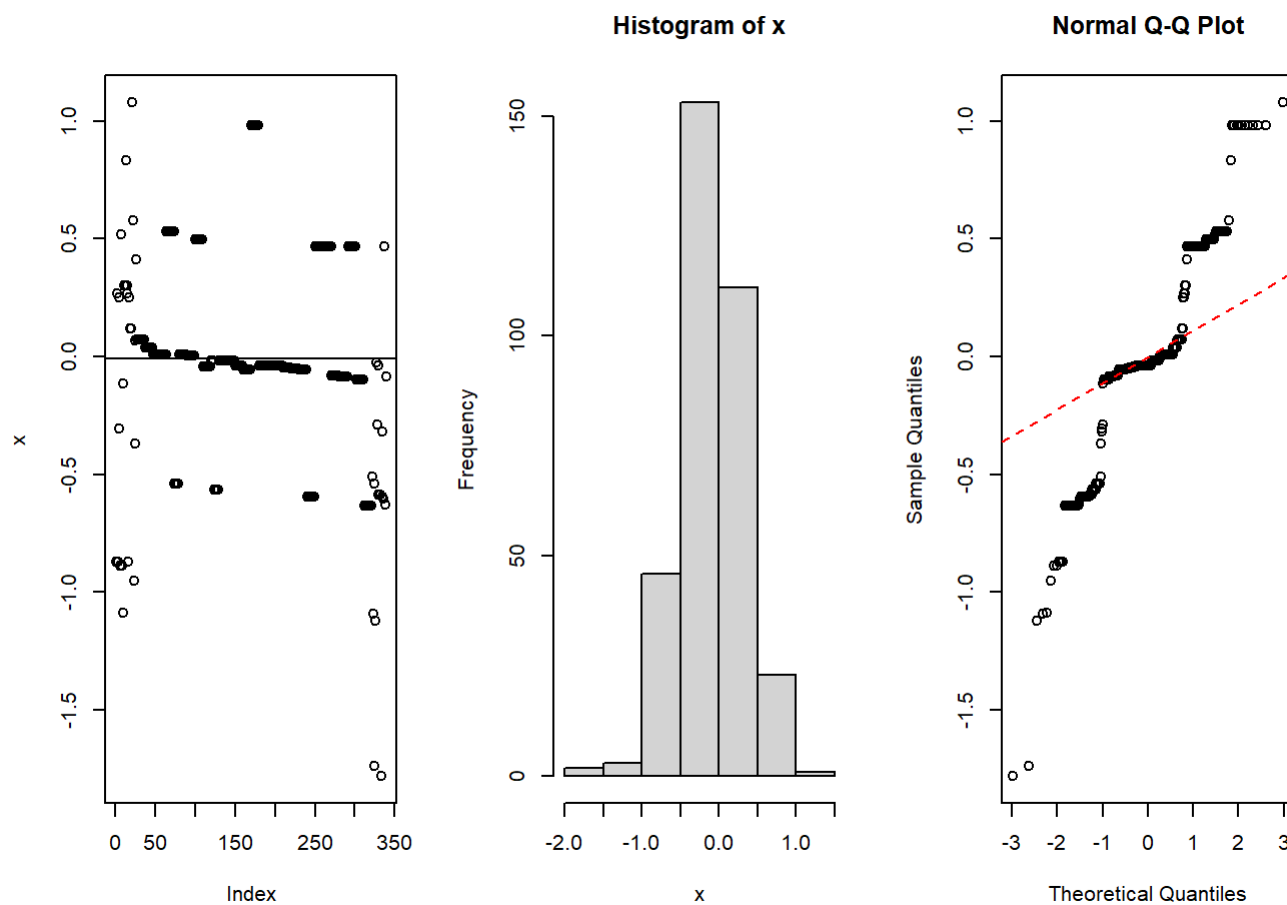 Histogram of x
Normal Q-Q Plot
x
1.0
0.5
0.0
-0.5
-1.0
-1.5
0 50 150 250 350
Index
Frequency
150
100
50
0
-2.0 -1.0 0.0 1.0
x
Sample Quantiles
1.0
0.5
0.0
-0.5
-1.0
-1.5
-3 -2 -1 0 1 2 3
Theoretical Quantiles